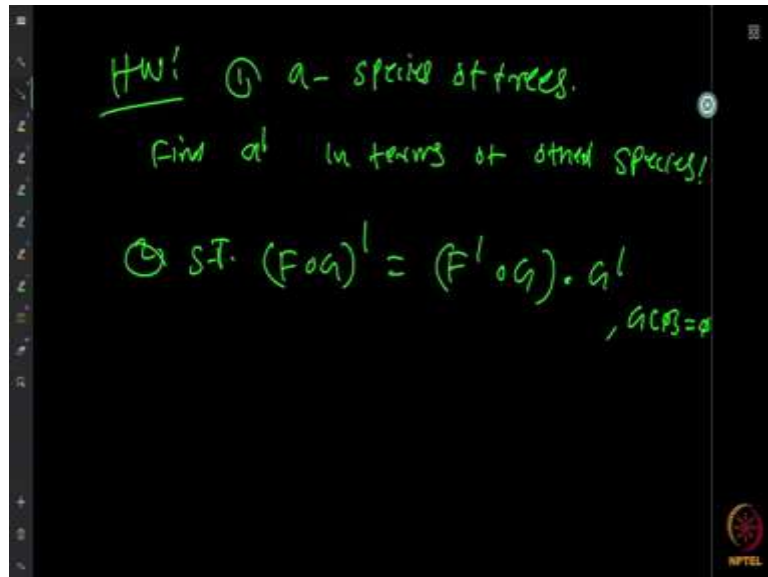 HW! ① a - species of trees.
Find a' in terms of other species!
② S.T. (F∘G)' = (F'∘G). G'
, G[∅]=∅
NPTEL